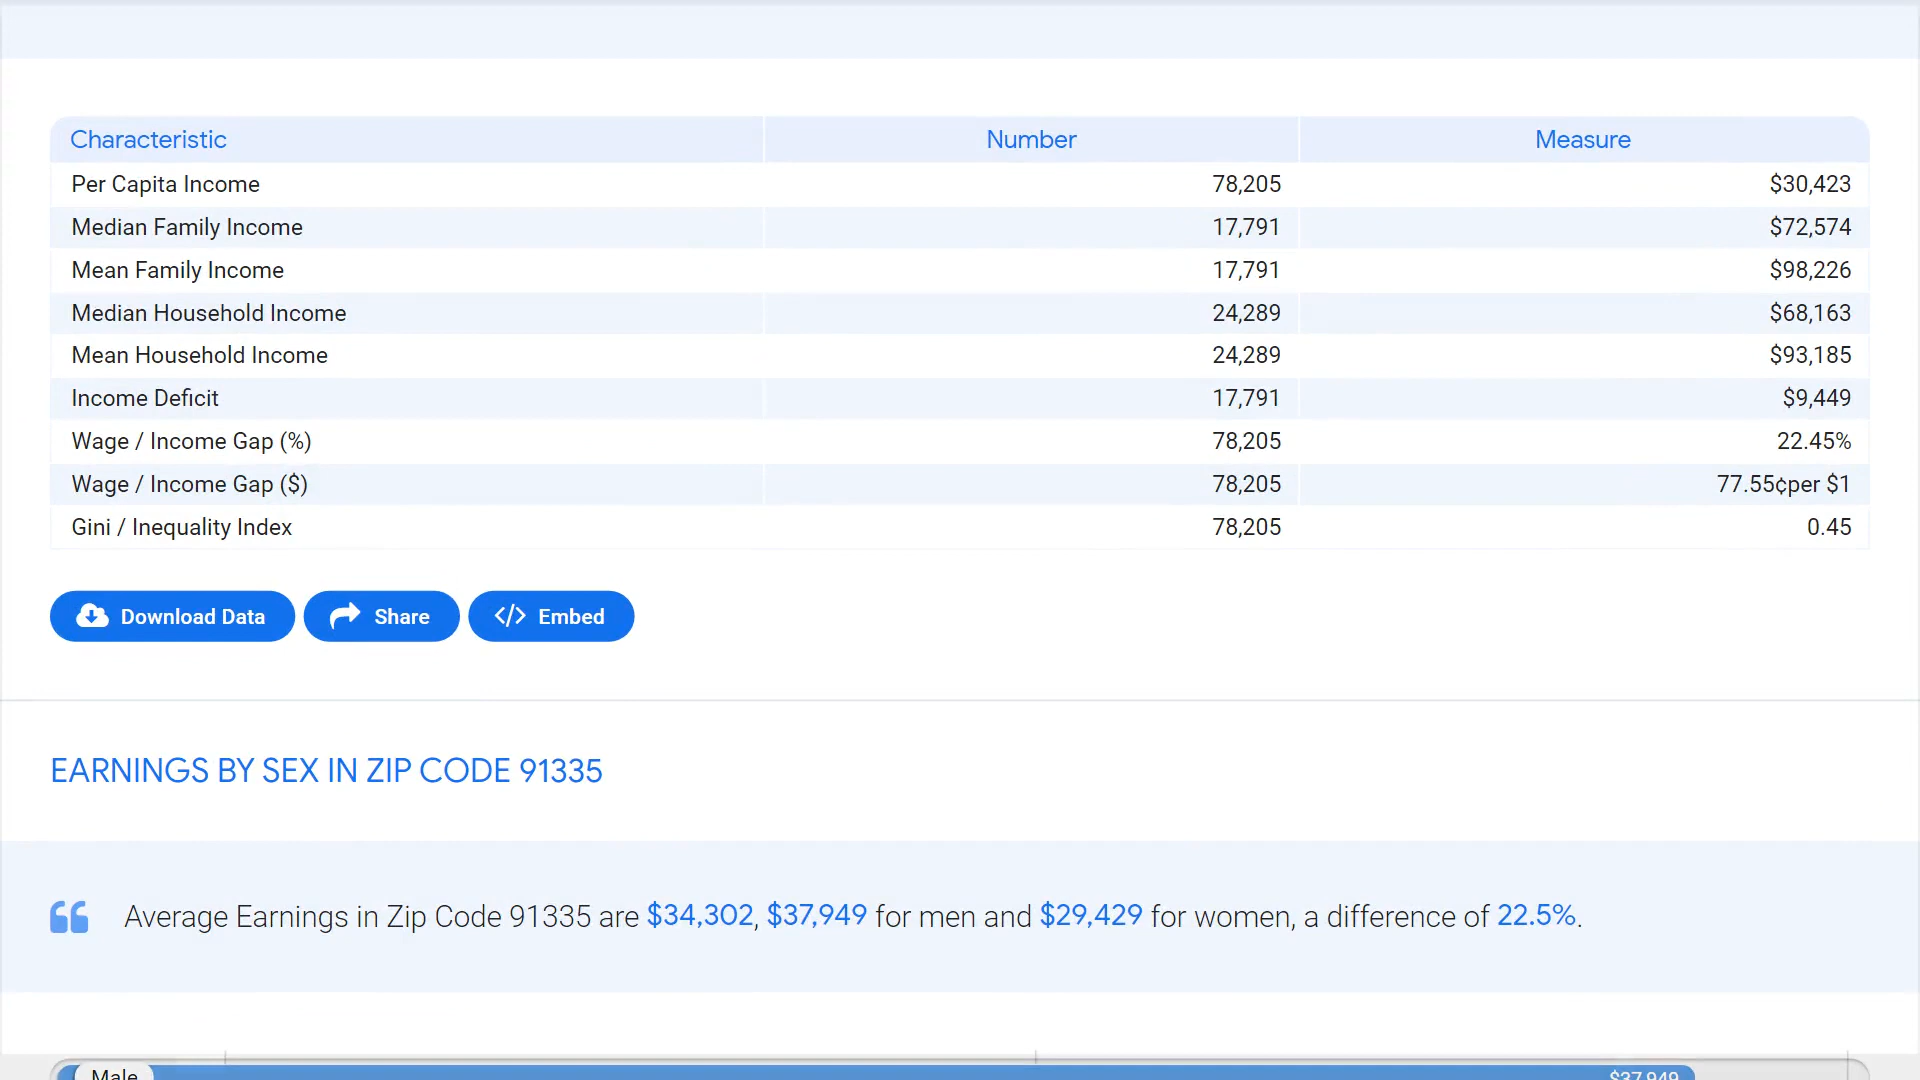 Characteristic Number Measure
Per Capita Income 78,205 $30,423
Median Family Income 17,791 $72,574
Mean Family Income 17,791 $98,226
Median Household Income 24,289 $68,163
Mean Household Income 24,289 $93,185
Income Deficit 17,791 $9,449
Wage / Income Gap (%) 78,205 22.45%
Wage / Income Gap ($) 78,205 77.55¢per $1
Gini / Inequality Index 78,205 0.45
Download Data Share </> Embed
EARNINGS BY SEX IN ZIP CODE 91335
Average Earnings in Zip Code 91335 are $34,302, $37,949 for men and $29,429 for women, a difference of 22.5%.
Male $37,949